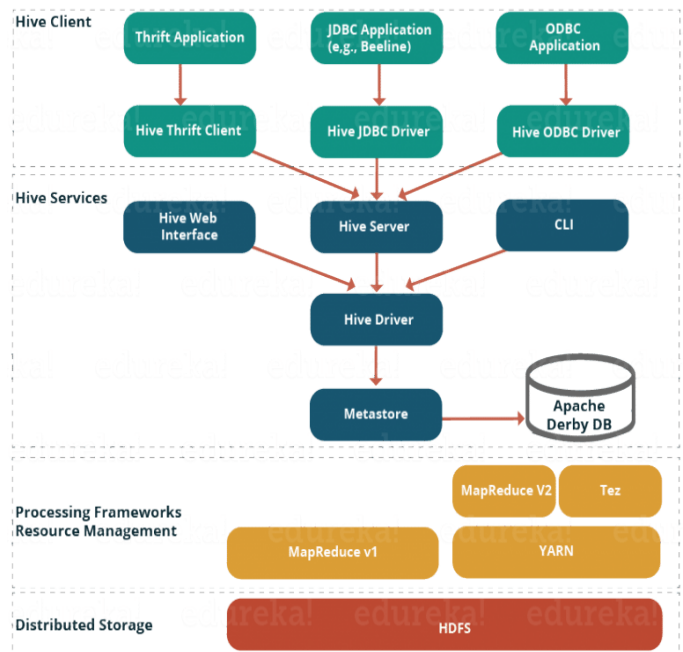 Hive Client
Thrift Application
JDBC Application
(e.g., Beeline)
ODBC
Application
Hive Thrift Client
Hive JDBC Driver
Hive ODBC Driver
Hive Services
Hive Web
Interface
Hive Server
CLI
Hive Driver
Metastore
Apache
Derby DB
Processing Frameworks
Resource Management
MapReduce V2
Tez
MapReduce v1
YARN
Distributed Storage
HDFS
edureka!